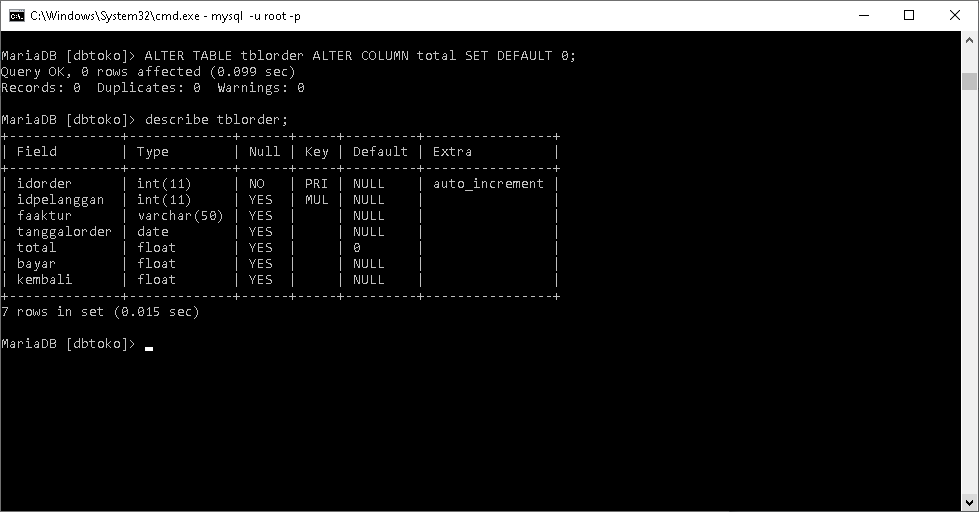 C:\Windows\System32\cmd.exe - mysql  -u root -p
MariaDB [dbtoko]> ALTER TABLE tblorder ALTER COLUMN total SET DEFAULT 0;
Query OK, 0 rows affected (0.099 sec)
Records: 0  Duplicates: 0  Warnings: 0
MariaDB [dbtoko]> describe tblorder;
+--------------+-------------+------+-----+---------+----------------+
| Field        | Type        | Null | Key | Default | Extra          |
+--------------+-------------+------+-----+---------+----------------+
| idorder      | int(11)     | NO   | PRI | NULL    | auto_increment |
| idpelanggan  | int(11)     | YES  | MUL | NULL    |                |
| faaktur      | varchar(50) | YES  |     | NULL    |                |
| tanggalorder | date        | YES  |     | NULL    |                |
| total        | float       | YES  |     | 0       |                |
| bayar        | float       | YES  |     | NULL    |                |
| kembali      | float       | YES  |     | NULL    |                |
+--------------+-------------+------+-----+---------+----------------+
7 rows in set (0.015 sec)
MariaDB [dbtoko]>